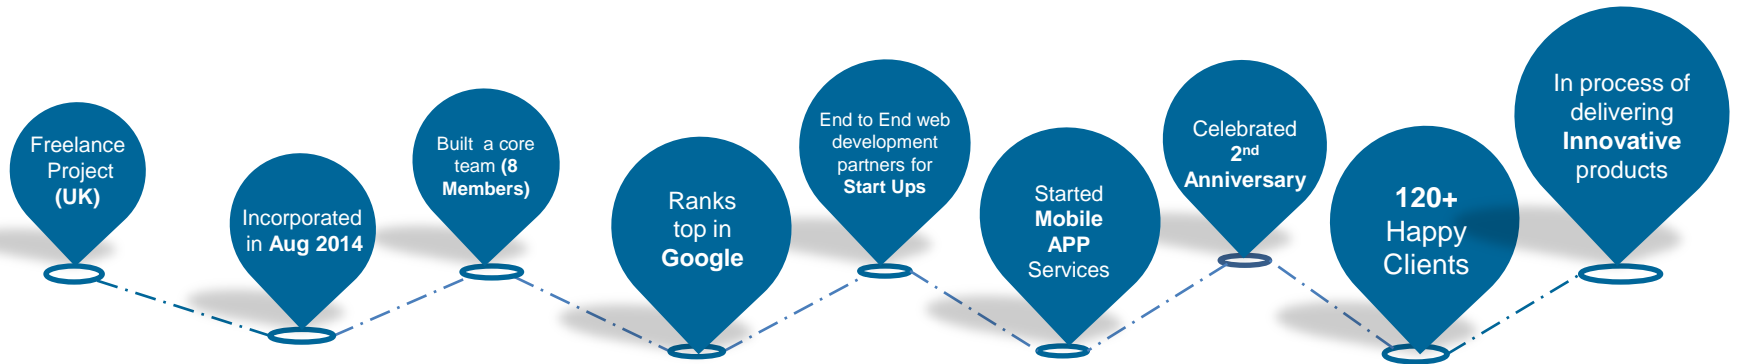 Freelance
Project
(UK)
Incorporated
in Aug 2014
Built a core
team (8
Members)
Ranks
top in
Google
End to End web
development
partners for
Start Ups
Started
Mobile
APP
Services
Celebrated
2nd
Anniversary
120+
Happy
Clients
In process of
delivering
Innovative
products